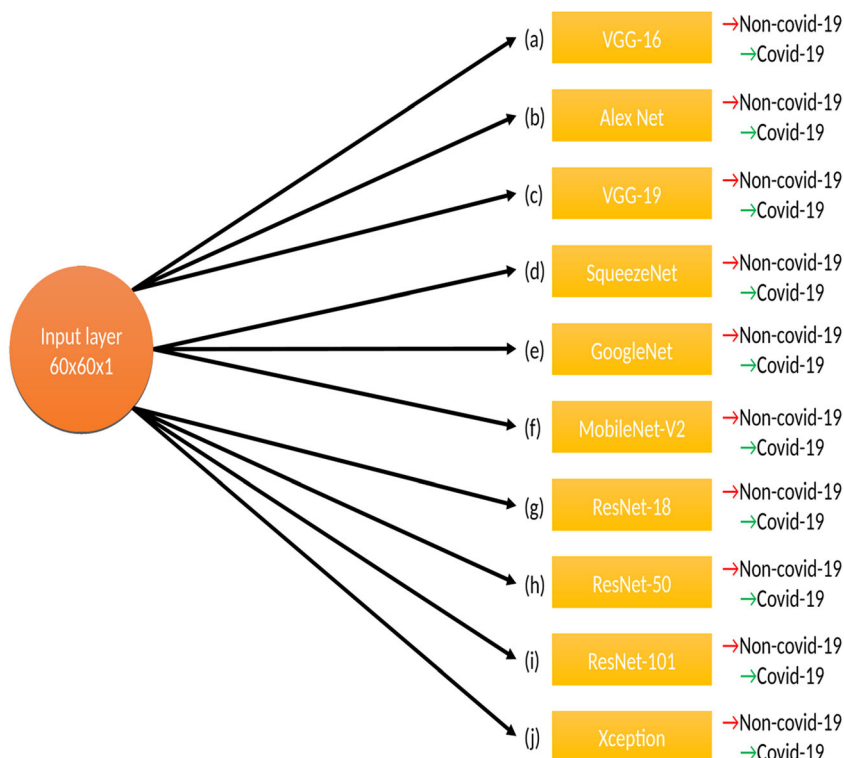 (a) VGG-16 →Non-covid-19
→Covid-19
(b) Alex Net →Non-covid-19
→Covid-19
(c) VGG-19 →Non-covid-19
→Covid-19
(d) SqueezeNet →Non-covid-19
→Covid-19
Input layer
60x60x1
(e) GoogleNet →Non-covid-19
→Covid-19
(f) MobileNet-V2 →Non-covid-19
→Covid-19
(g) ResNet-18 →Non-covid-19
→Covid-19
(h) ResNet-50 →Non-covid-19
→Covid-19
(i) ResNet-101 →Non-covid-19
→Covid-19
(j) Xception →Non-covid-19
→Covid-19